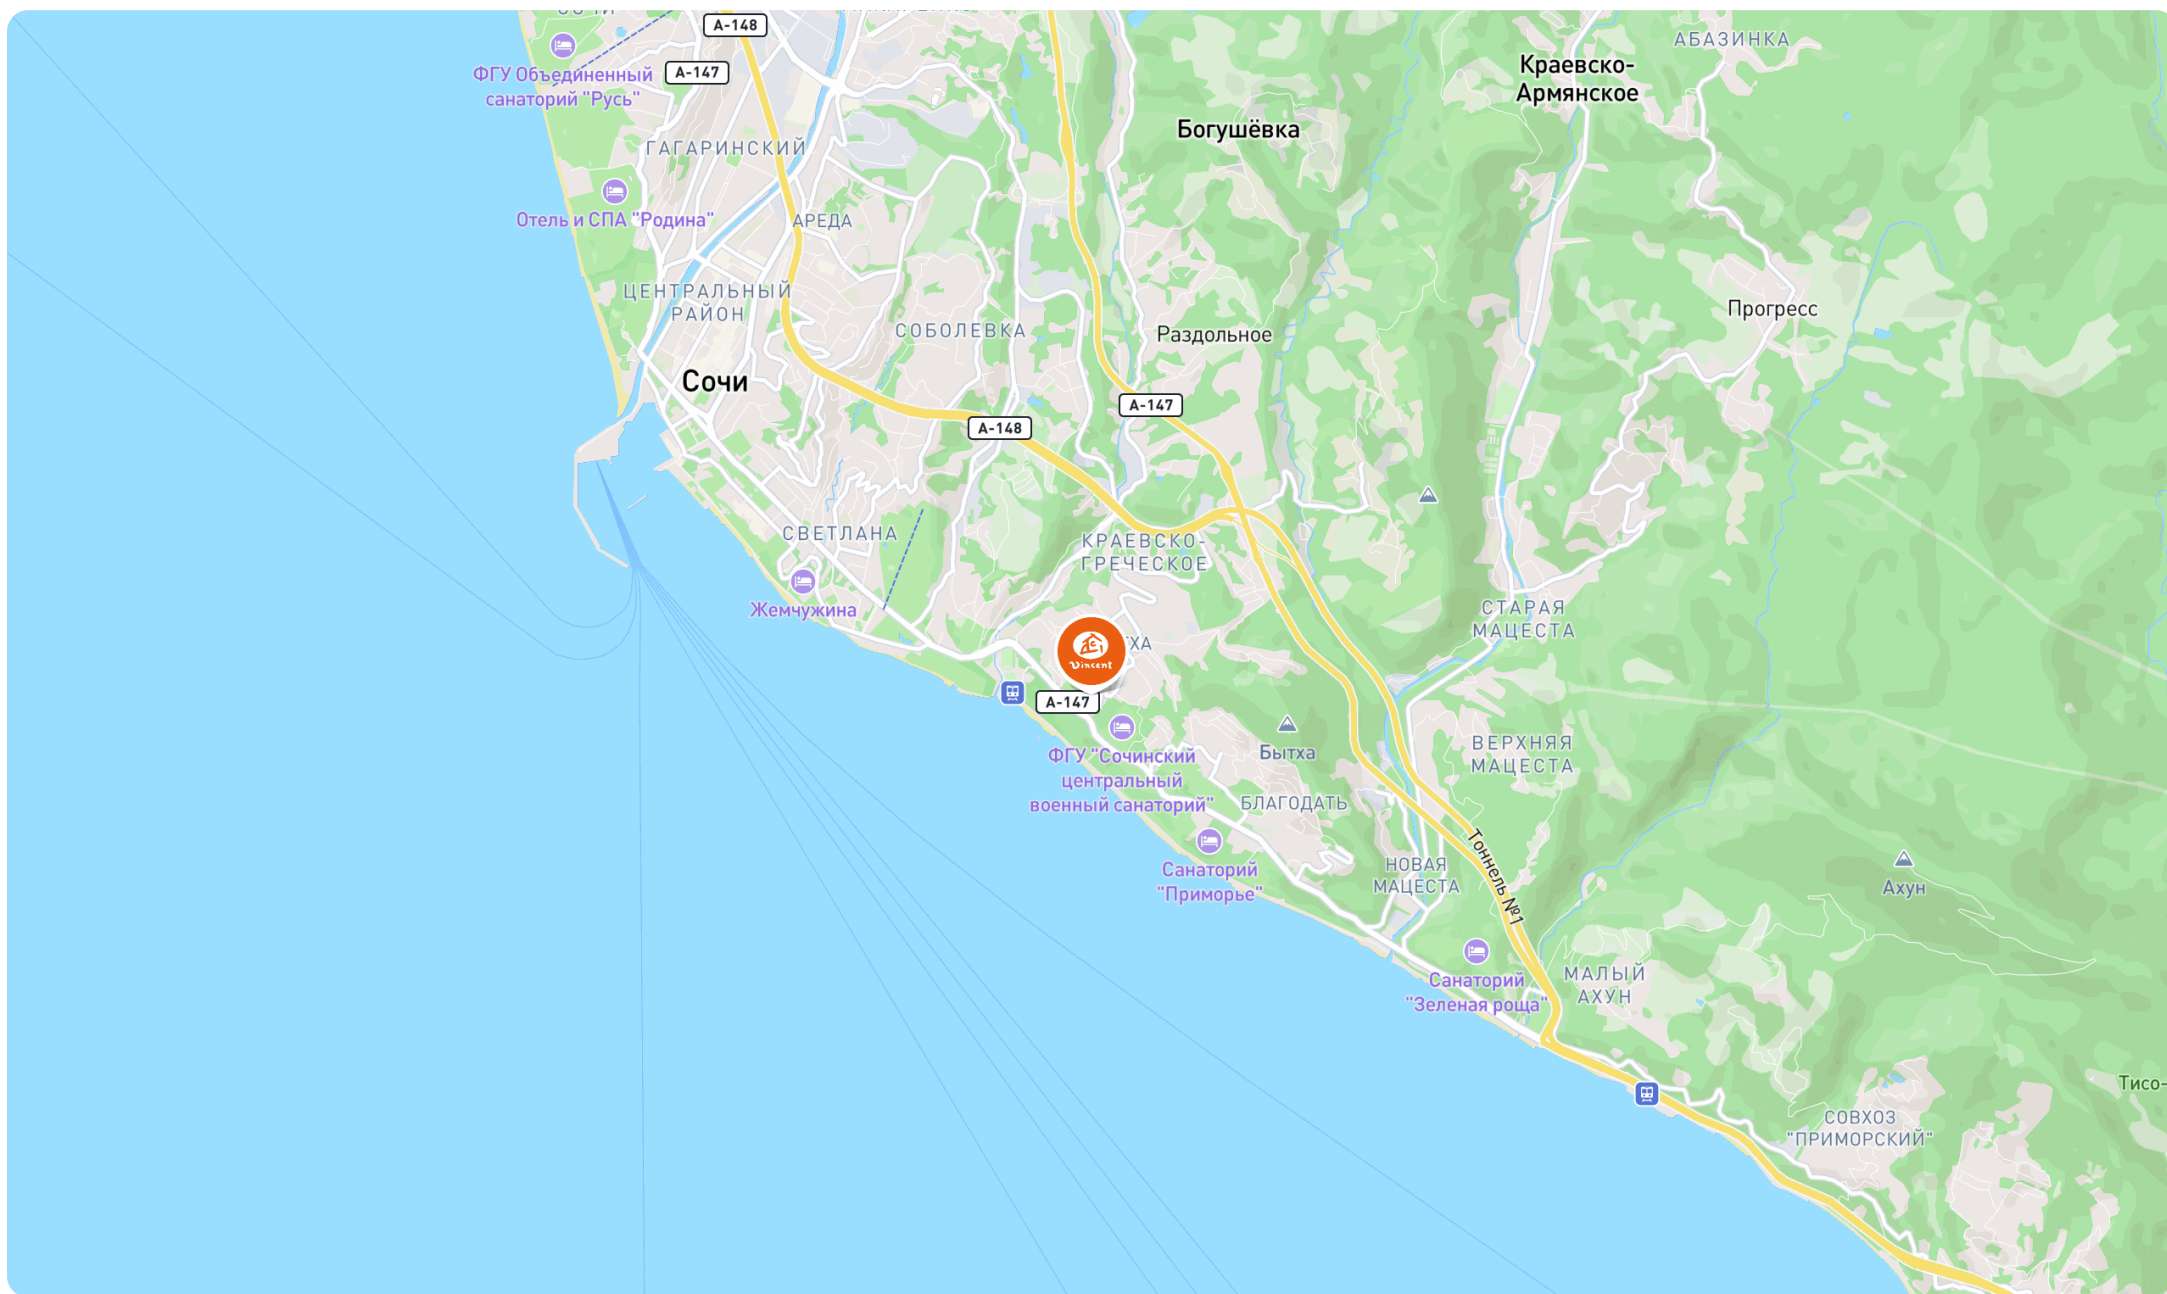 А-148
А-147
ФГУ Объединенный
санаторий "Русь"
ГАГАРИНСКИЙ
Отель и СПА "Родина"
АРЕДА
ЦЕНТРАЛЬНЫЙ
РАЙОН
СОБОЛЕВКА
Сочи
А-148
А-147
Раздольное
Богушёвка
Краевско-
Армянское
АБАЗИНКА
Прогресс
СВЕТЛАНА
Жемчужина
КРАЕВСКО-
ГРЕЧЕСКОЕ
СТАРАЯ
МАЦЕСТА
Vincent
ТХА
А-147
ФГУ "Сочинский
центральный
военный санаторий"
Бытха
ВЕРХНЯЯ
МАЦЕСТА
БЛАГОДАТЬ
Санаторий
"Приморье"
НОВАЯ
МАЦЕСТА
Тоннель №1
Ахун
Санаторий
"Зеленая роща"
МАЛЫЙ
АХУН
Тисо-
СОВХОЗ
"ПРИМОРСКИЙ"